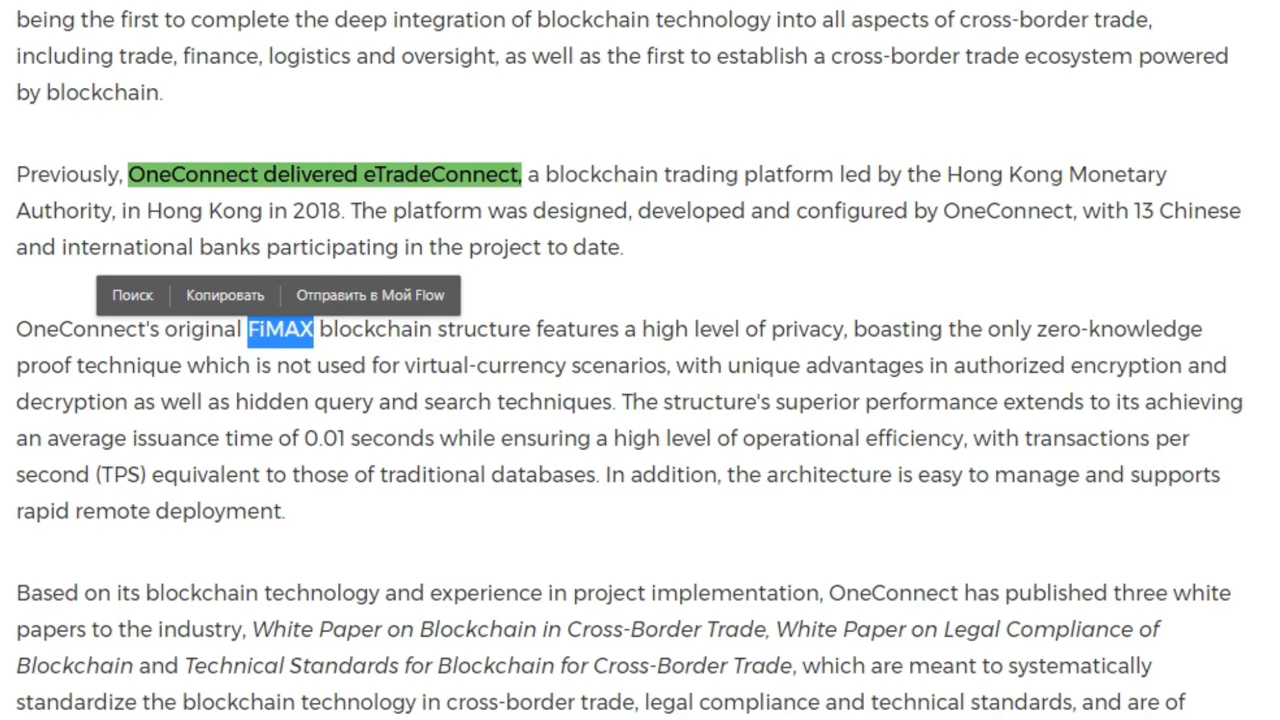 being the first to complete the deep integration of blockchain technology into all aspects of cross-border trade,
including trade, finance, logistics and oversight, as well as the first to establish a cross-border trade ecosystem powered
by blockchain.
Previously, OneConnect delivered eTradeConnect, a blockchain trading platform led by the Hong Kong Monetary
Authority, in Hong Kong in 2018. The platform was designed, developed and configured by OneConnect, with 13 Chinese
and international banks participating in the project to date.
Поиск Копировать Отправить в Мой Flow
OneConnect's original FiMAX blockchain structure features a high level of privacy, boasting the only zero-knowledge
proof technique which is not used for virtual-currency scenarios, with unique advantages in authorized encryption and
decryption as well as hidden query and search techniques. The structure's superior performance extends to its achieving
an average issuance time of 0.01 seconds while ensuring a high level of operational efficiency, with transactions per
second (TPS) equivalent to those of traditional databases. In addition, the architecture is easy to manage and supports
rapid remote deployment.
Based on its blockchain technology and experience in project implementation, OneConnect has published three white
papers to the industry, White Paper on Blockchain in Cross-Border Trade, White Paper on Legal Compliance of
Blockchain and Technical Standards for Blockchain for Cross-Border Trade, which are meant to systematically
standardize the blockchain technology in cross-border trade, legal compliance and technical standards, and are of